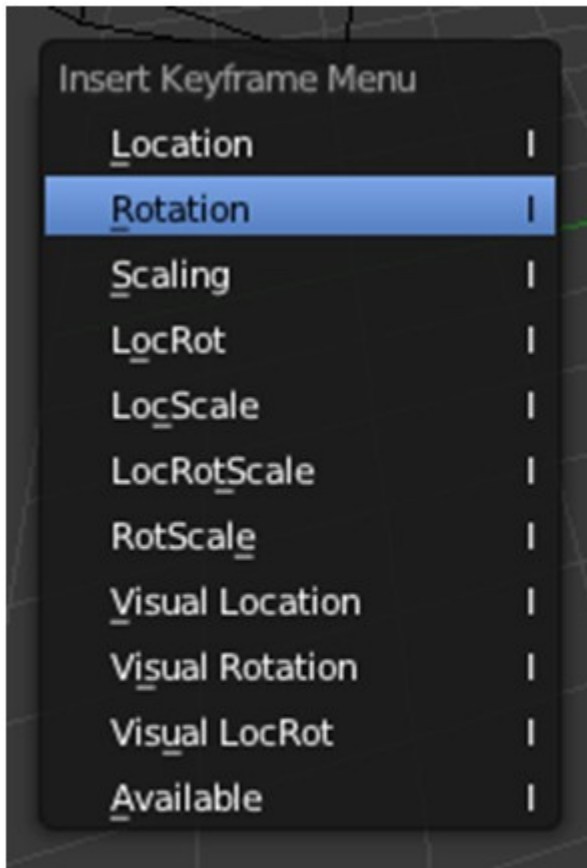 Insert Keyframe Menu
Location I
Rotation I
Scaling I
LocRot I
LocScale I
LocRotScale I
RotScale I
Visual Location I
Visual Rotation I
Visual LocRot I
Available I